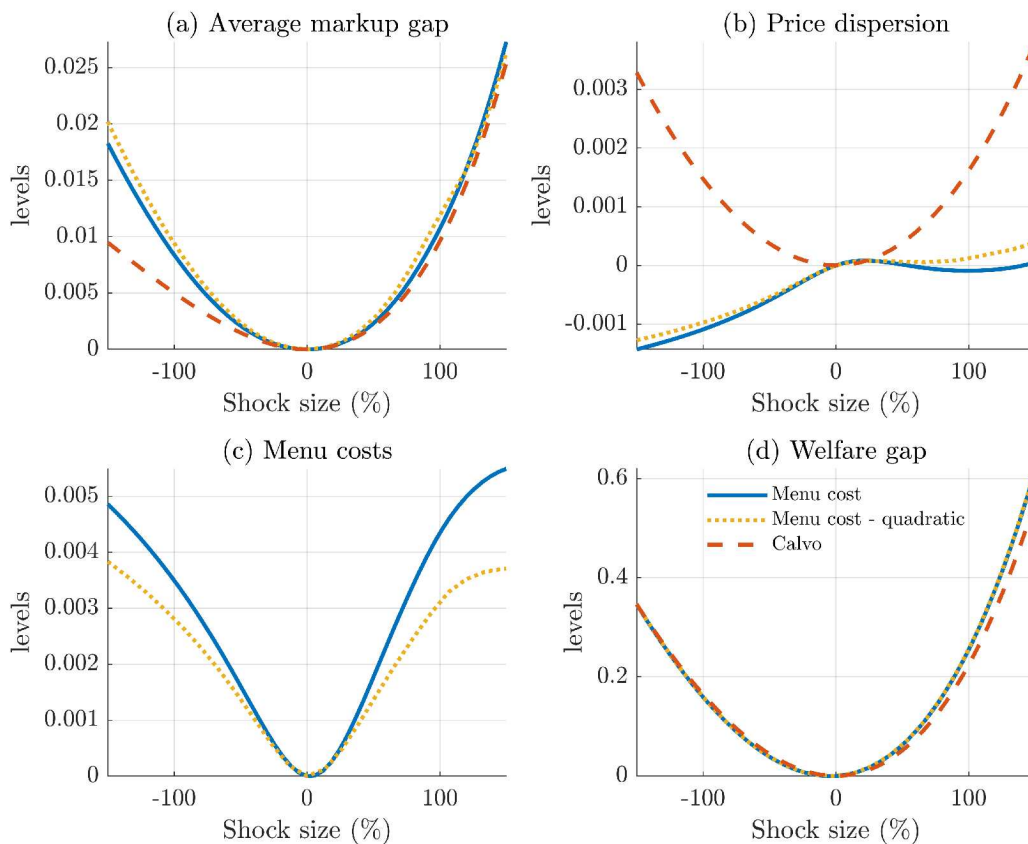 (a) Average markup gap
0.025
0.02
0.015
0.01
0.005
0
levels
-100 0 100
Shock size (%)
(b) Price dispersion
0.003
0.002
0.001
0
-0.001
levels
-100 0 100
Shock size (%)
(c) Menu costs
0.005
0.004
0.003
0.002
0.001
0
levels
-100 0 100
Shock size (%)
(d) Welfare gap
0.6
0.4
0.2
0
levels
Menu cost
Menu cost - quadratic
Calvo
-100 0 100
Shock size (%)